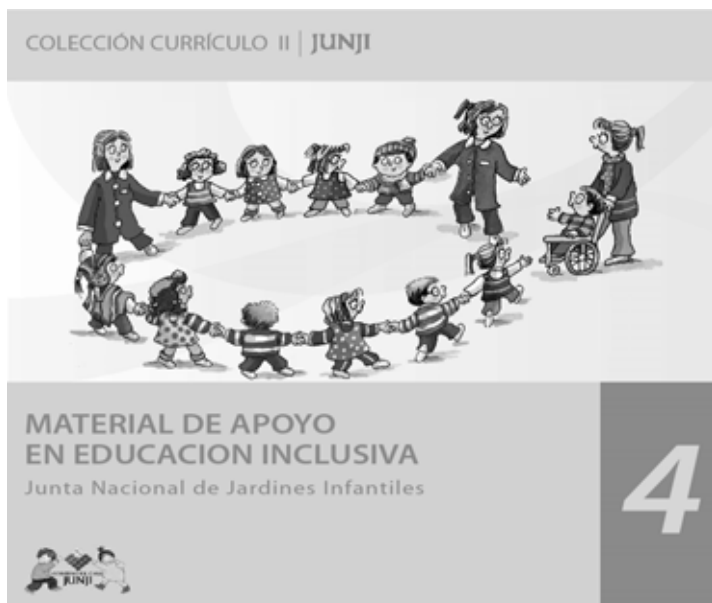 COLECCIÓN CURRÍCULO II | JUNJI
MATERIAL DE APOYO
EN EDUCACION INCLUSIVA
Junta Nacional de Jardines Infantiles
4
JUNJI